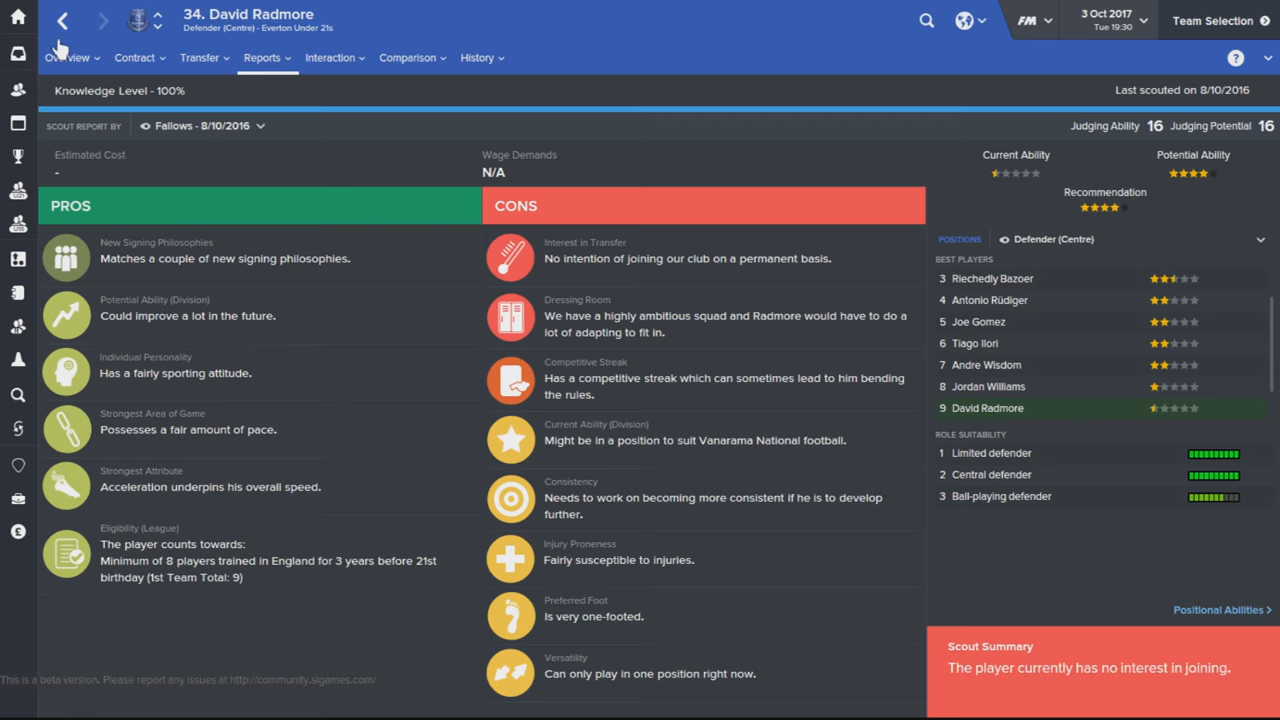 34. David Radmore
Defender (Centre) - Everton Under 21s
FM
3 Oct 2017
Tue 19:30
Team Selection
Overview
Contract
Transfer
Reports
Interaction
Comparison
History
?
Knowledge Level - 100%
Last scouted on 8/10/2016
SCOUT REPORT BY
Fallows - 8/10/2016
Judging Ability 16 Judging Potential 16
Estimated Cost
-
Wage Demands
N/A
Current Ability
Potential Ability
Recommendation
PROS
New Signing Philosophies
Matches a couple of new signing philosophies.
Potential Ability (Division)
Could improve a lot in the future.
Individual Personality
Has a fairly sporting attitude.
Strongest Area of Game
Possesses a fair amount of pace.
Strongest Attribute
Acceleration underpins his overall speed.
Eligibility (League)
The player counts towards:
Minimum of 8 players trained in England for 3 years before 21st
birthday (1st Team Total: 9)
CONS
Interest in Transfer
No intention of joining our club on a permanent basis.
Dressing Room
We have a highly ambitious squad and Radmore would have to do a
lot of adapting to fit in.
Competitive Streak
Has a competitive streak which can sometimes lead to him bending
the rules.
Current Ability (Division)
Might be in a position to suit Vanarama National football.
Consistency
Needs to work on becoming more consistent if he is to develop
further.
Injury Proneness
Fairly susceptible to injuries.
Preferred Foot
Is very one-footed.
Versatility
Can only play in one position right now.
POSITIONS
Defender (Centre)
BEST PLAYERS
3 Riechedly Bazoer
4 Antonio Rüdiger
5 Joe Gomez
6 Tiago Ilori
7 Andre Wisdom
8 Jordan Williams
9 David Radmore
ROLE SUITABILITY
1 Limited defender
2 Central defender
3 Ball-playing defender
Positional Abilities >
Scout Summary
The player currently has no interest in joining.
This is a beta version. Please report any issues at http://community.sigames.com/